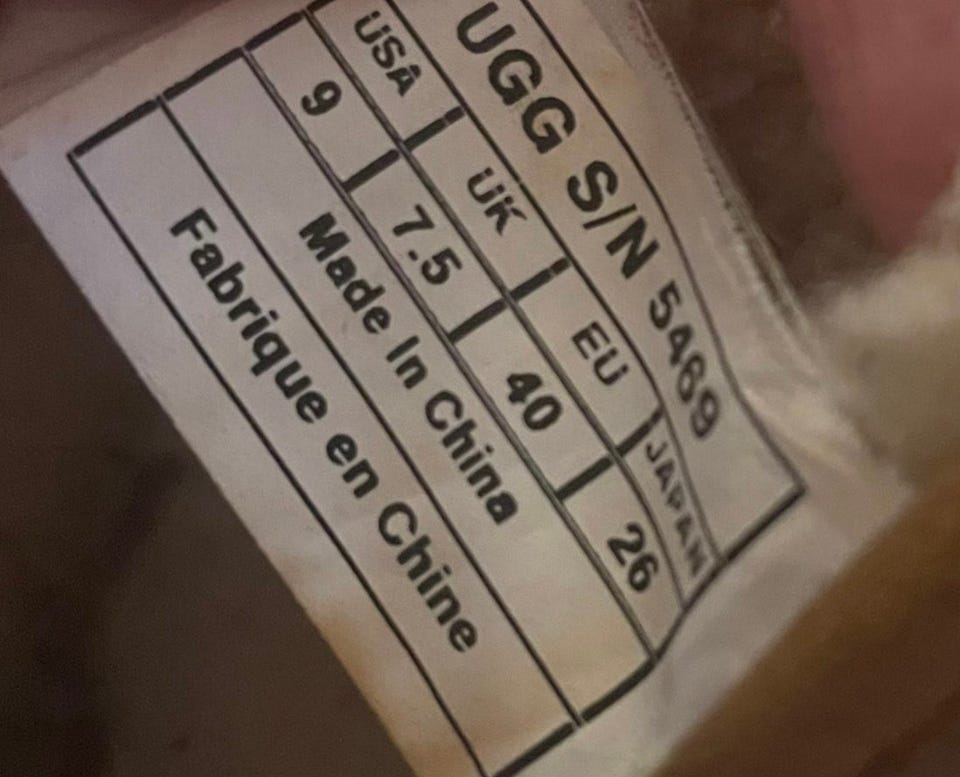 UGG S/N 5469
USA UK EU JAPAN
9 7.5 40 26
Made In China
Fabrique en Chine